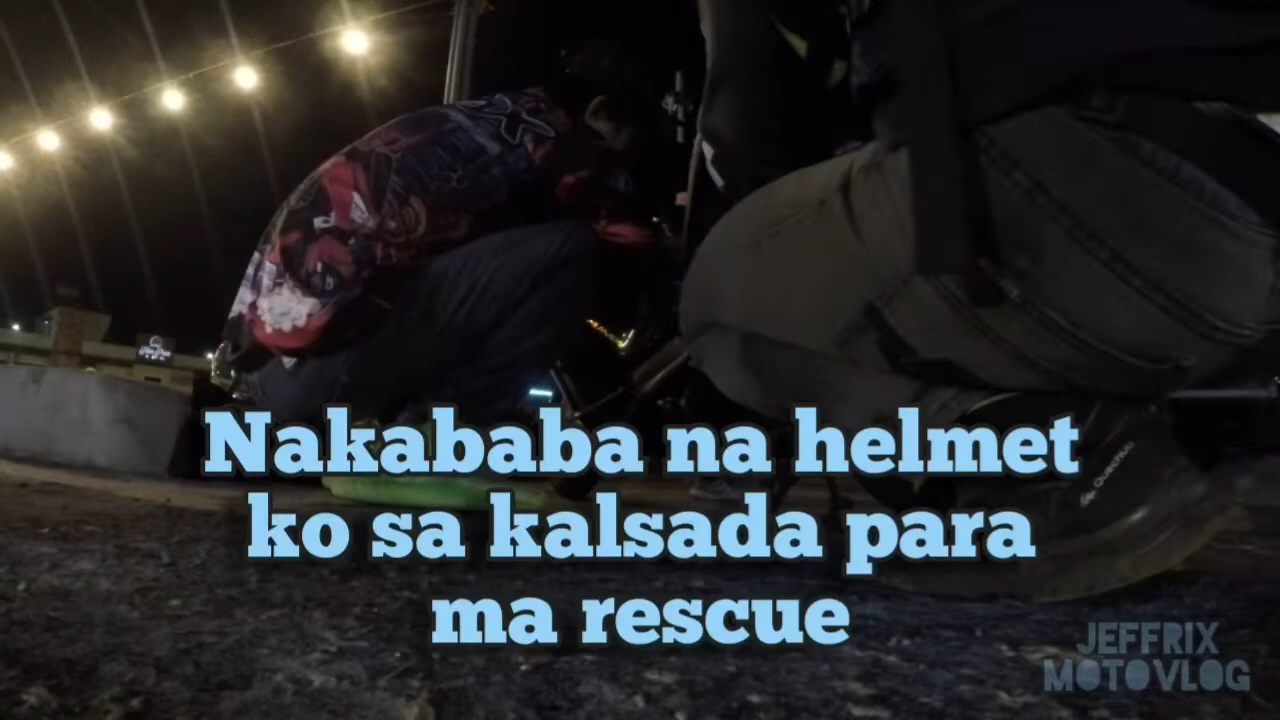 Nakababa na helmet
ko sa kalsada para
ma rescue
JEFFRIX
MOTOVLOG